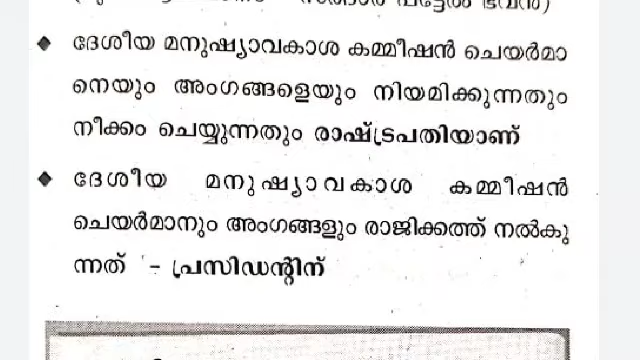 ദേശീയ മനുഷ്യാവകാശ കമ്മീഷൻ ചെയർമാ
നെയും അംഗങ്ങളെയും നിയമിക്കുന്നതും
നീക്കം ചെയ്യുന്നതും രാഷ്ട്രപതിയാണ്
ദേശീയ മനുഷ്യാവകാശ കമ്മീഷൻ
ചെയർമാനും അംഗങ്ങളും രാജിക്കത്ത് നൽകു
ന്നത് - പ്രസിഡന്റിന്